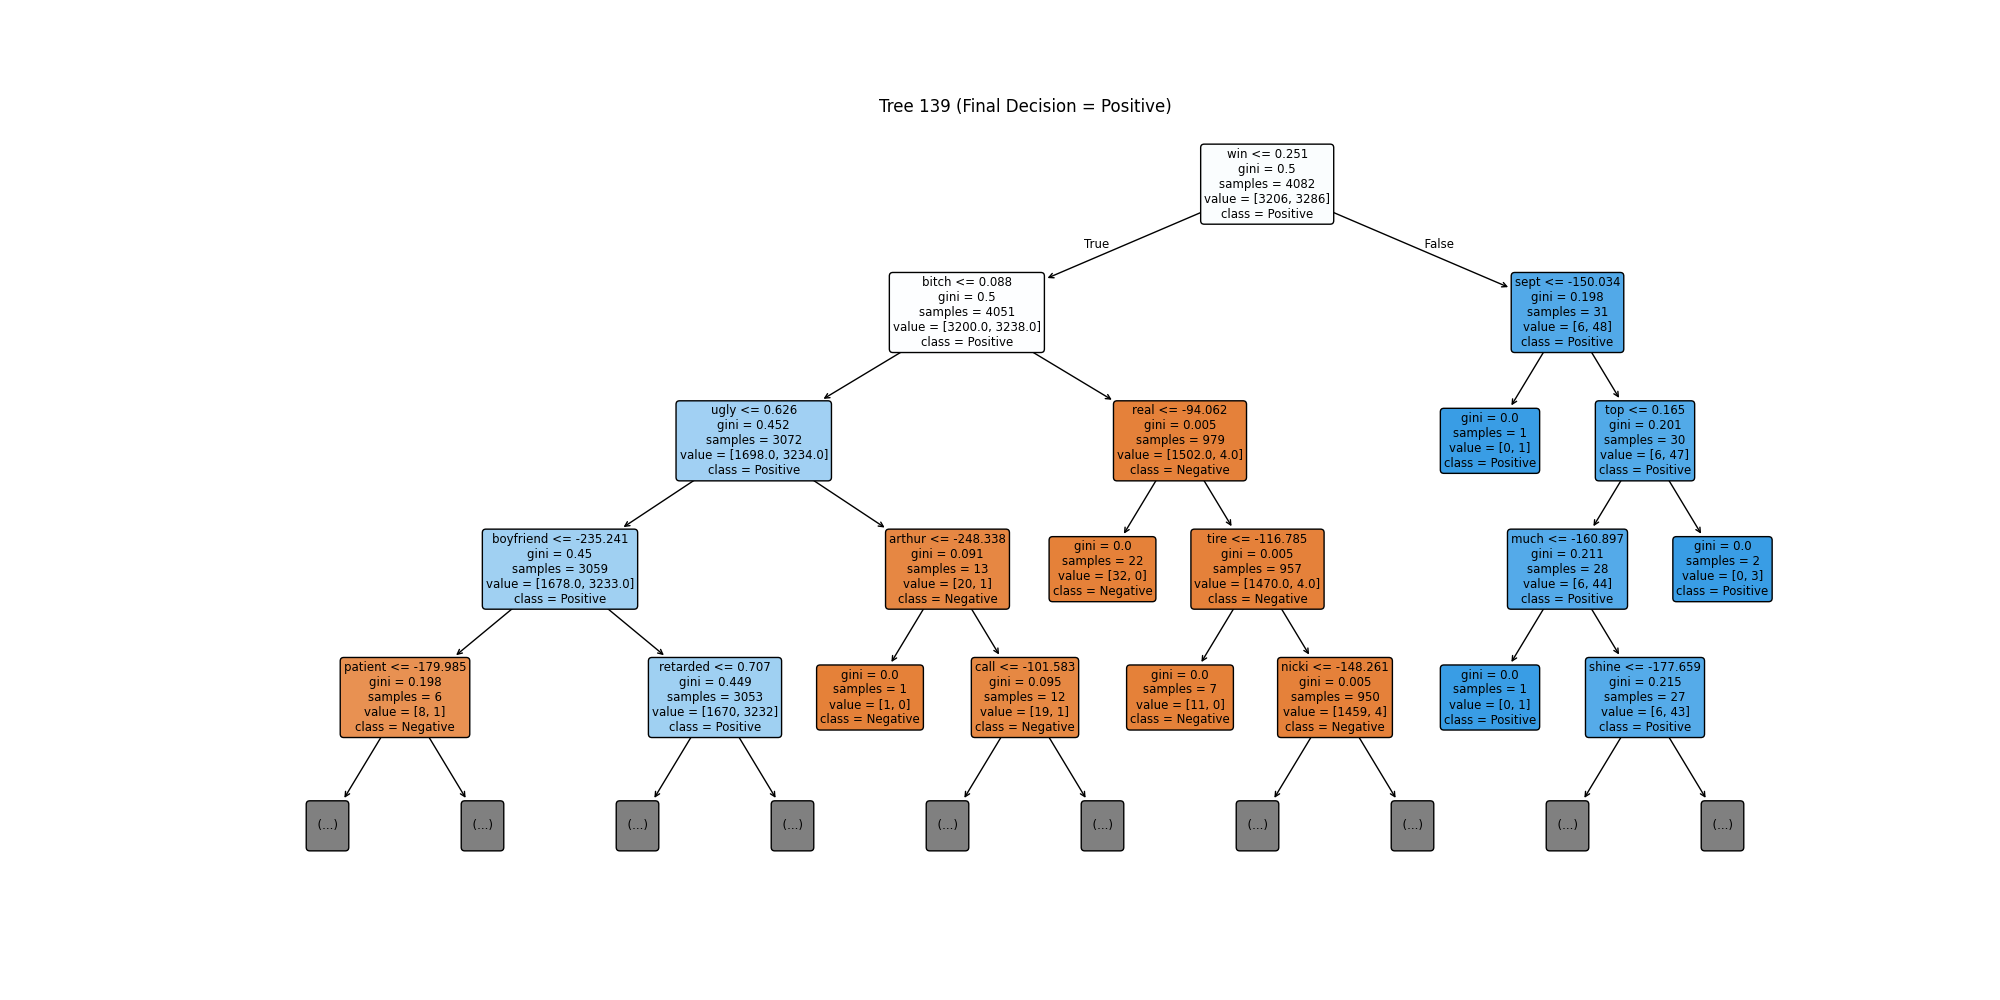 Tree 139 (Final Decision = Positive)
win <= 0.251
gini = 0.5
samples = 4082
value = [3206, 3286]
class = Positive
True
False
bitch <= 0.088
gini = 0.5
samples = 4051
value = [3200.0, 3238.0]
class = Positive
sept <= -150.034
gini = 0.198
samples = 31
value = [6, 48]
class = Positive
ugly <= 0.626
gini = 0.452
samples = 3072
value = [1698.0, 3234.0]
class = Positive
real <= -94.062
gini = 0.005
samples = 979
value = [1502.0, 4.0]
class = Negative
gini = 0.0
samples = 1
value = [0, 1]
class = Positive
top <= 0.165
gini = 0.201
samples = 30
value = [6, 47]
class = Positive
boyfriend <= -235.241
gini = 0.45
samples = 3059
value = [1678.0, 3233.0]
class = Positive
arthur <= -248.338
gini = 0.091
samples = 13
value = [20, 1]
class = Negative
gini = 0.0
samples = 22
value = [32, 0]
class = Negative
tire <= -116.785
gini = 0.005
samples = 957
value = [1470.0, 4.0]
class = Negative
much <= -160.897
gini = 0.211
samples = 28
value = [6, 44]
class = Positive
gini = 0.0
samples = 2
value = [0, 3]
class = Positive
patient <= -179.985
gini = 0.198
samples = 6
value = [8, 1]
class = Negative
retarded <= 0.707
gini = 0.449
samples = 3053
value = [1670, 3232]
class = Positive
gini = 0.0
samples = 1
value = [1, 0]
class = Negative
call <= -101.583
gini = 0.095
samples = 12
value = [19, 1]
class = Negative
gini = 0.0
samples = 7
value = [11, 0]
class = Negative
nicki <= -148.261
gini = 0.005
samples = 950
value = [1459, 4]
class = Negative
gini = 0.0
samples = 1
value = [0, 1]
class = Positive
shine <= -177.659
gini = 0.215
samples = 27
value = [6, 43]
class = Positive
(...)
(...)
(...)
(...)
(...)
(...)
(...)
(...)
(...)
(...)